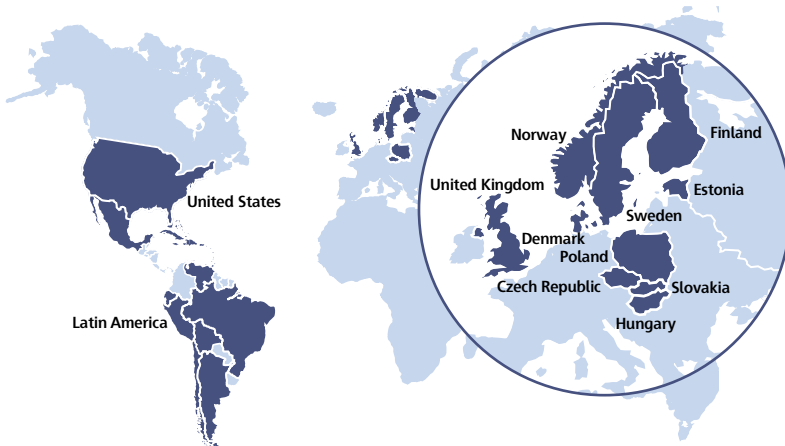 Norway
Finland
United Kingdom
Estonia
United States
Sweden
Denmark
Poland
Czech Republic
Slovakia
Latin America
Hungary